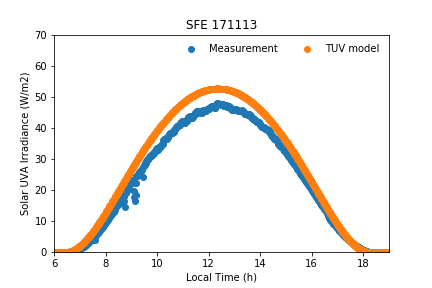 SFE 171113
Measurement TUV model
70
60
50
40
30
20
10
0
Solar UVA Irradiance (W/m2)
6 8 10 12 14 16 18
Local Time (h)